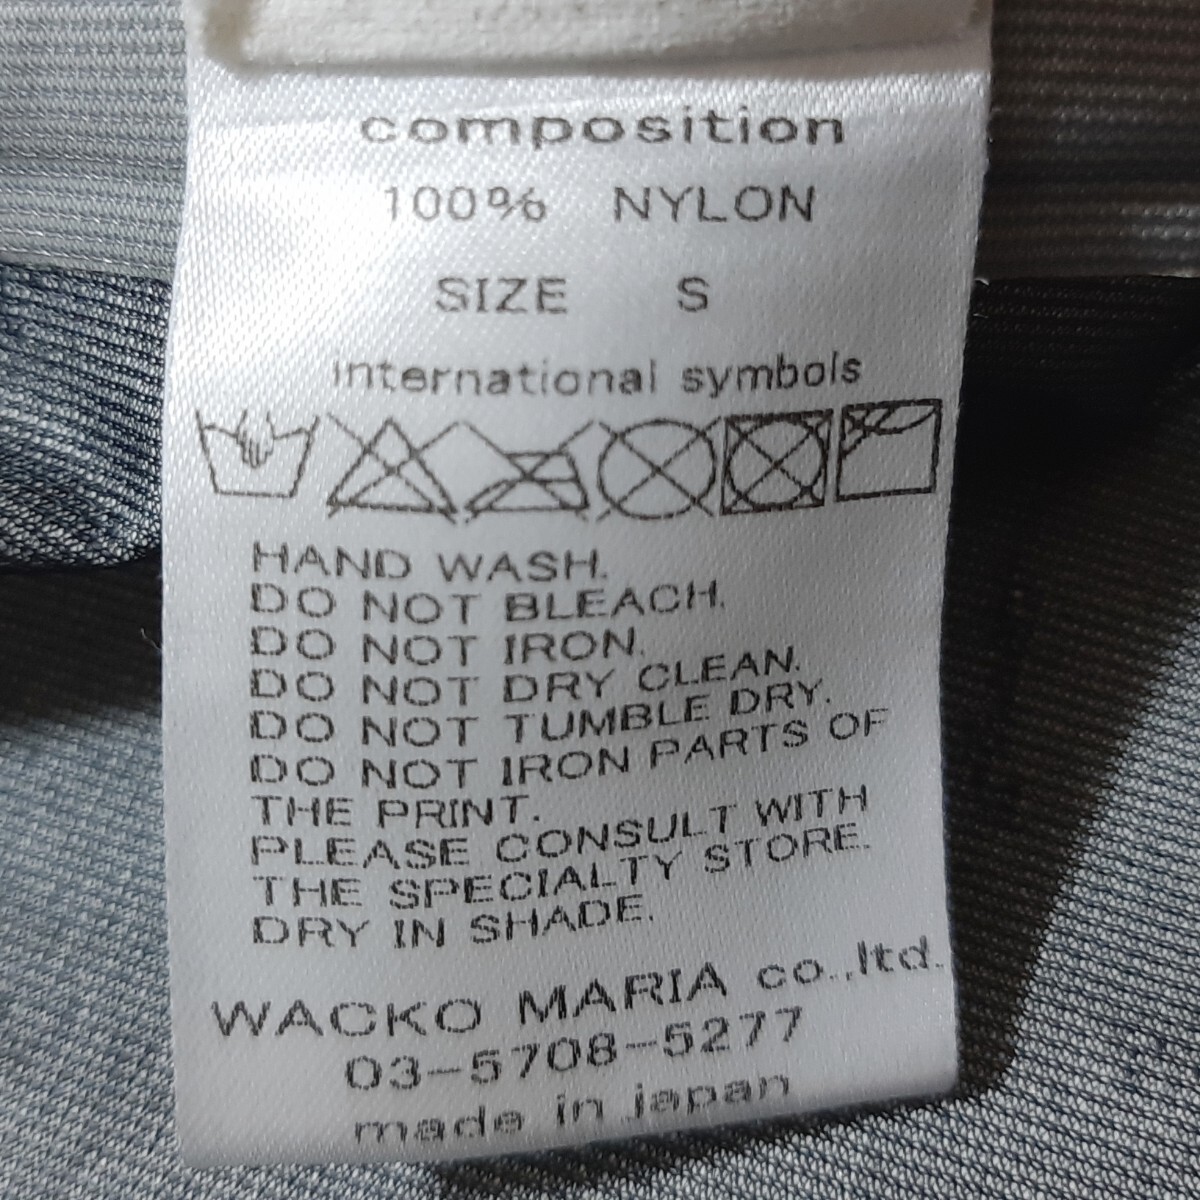 composition
100% NYLON
SIZE S
international symbols
HAND WASH.
DO NOT BLEACH.
DO NOT IRON.
DO NOT DRY CLEAN.
DO NOT TUMBLE DRY.
DO NOT IRON PARTS OF
THE PRINT.
PLEASE CONSULT WITH
THE SPECIALTY STORE.
DRY IN SHADE.
WACKO MARIA co.,ltd.
03-5708-5277
made in japan